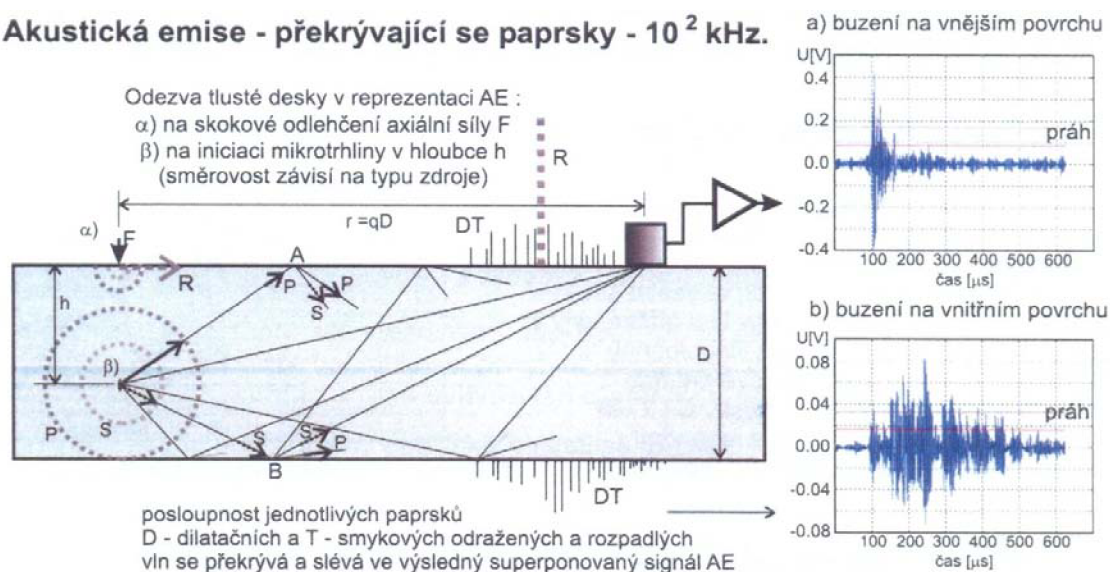 Akustická emise - překrývající se paprsky - 10 2 kHz.
Odezva tlusté desky v reprezentaci AE :
α) na skokové odlehčení axiální síly F
β) na iniciaci mikrotrhliny v hloubce h
(směrovost závisí na typu zdroje)
R
r =qD
DT
α)
F
A
R
P
P
S
h
β)
D
P
S
S
S
P
B
DT
posloupnost jednotlivých paprsků
D - dilatačních a T - smykových odražených a rozpadlých
vln se překrývá a slévá ve výsledný superponovaný signál AE
a) buzení na vnějším povrchu
U[V]
0.4
0.2
práh
0.0
-0.2
-0.4
100 200 300 400 500 600
čas [µs]
b) buzení na vnitřním povrchu
U[V]
0.08
0.04
práh
0.00
-0.04
-0.08
100 200 300 400 500 600
čas [µs]